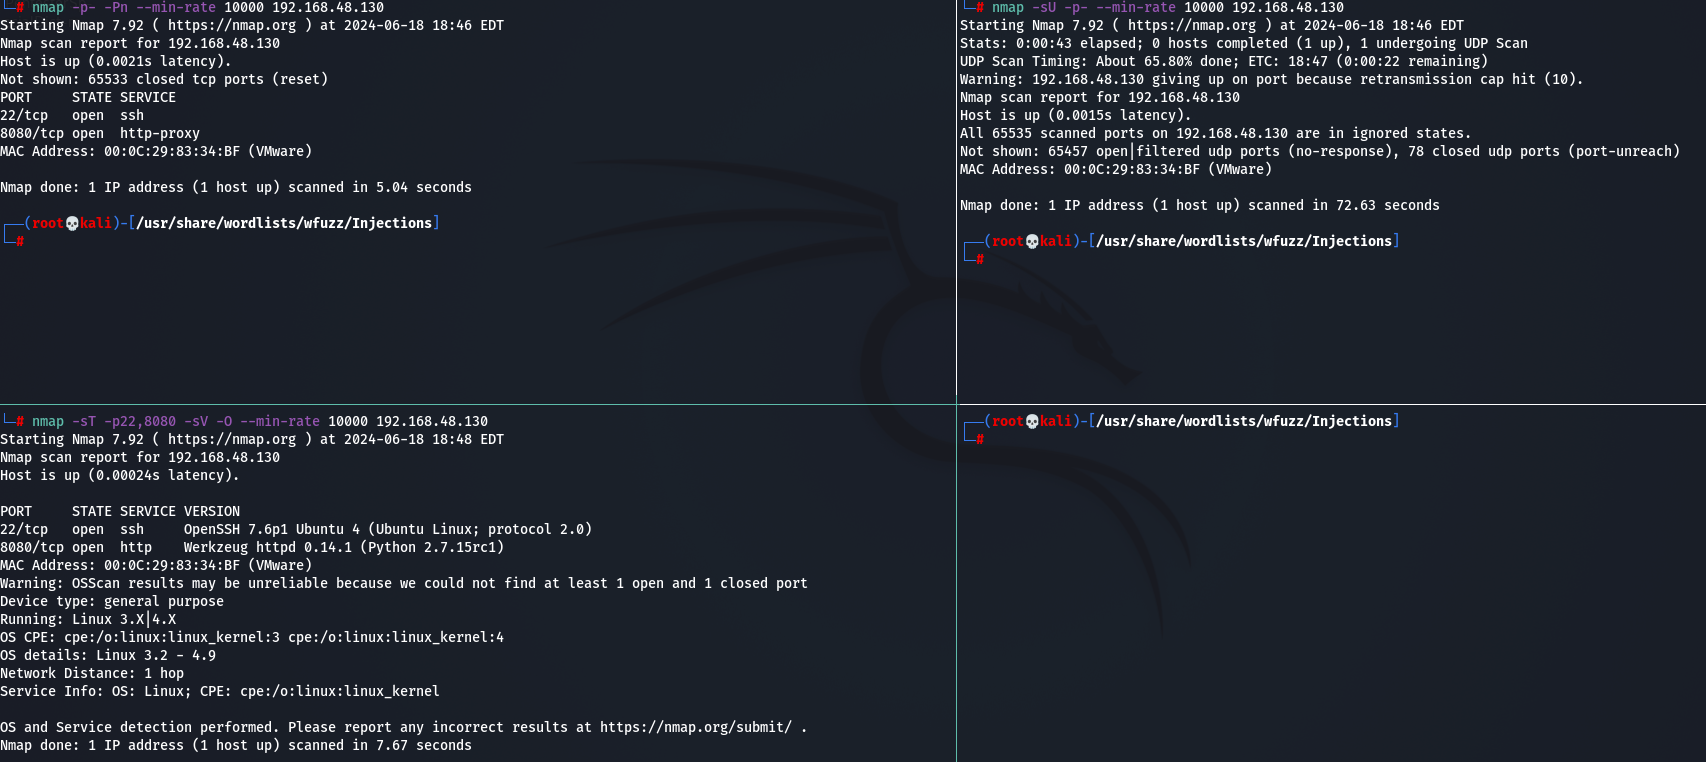 └─# nmap -p- -Pn --min-rate 10000 192.168.48.130
Starting Nmap 7.92 ( https://nmap.org ) at 2024-06-18 18:46 EDT
Nmap scan report for 192.168.48.130
Host is up (0.0021s latency).
Not shown: 65533 closed tcp ports (reset)
PORT     STATE SERVICE
22/tcp   open  ssh
8080/tcp open  http-proxy
MAC Address: 00:0C:29:83:34:BF (VMware)
Nmap done: 1 IP address (1 host up) scanned in 5.04 seconds
┌──(root💀kali)-[/usr/share/wordlists/wfuzz/Injections]
└─#
└─# nmap -sU -p- --min-rate 10000 192.168.48.130
Starting Nmap 7.92 ( https://nmap.org ) at 2024-06-18 18:46 EDT
Stats: 0:00:43 elapsed; 0 hosts completed (1 up), 1 undergoing UDP Scan
UDP Scan Timing: About 65.80% done; ETC: 18:47 (0:00:22 remaining)
Warning: 192.168.48.130 giving up on port because retransmission cap hit (10).
Nmap scan report for 192.168.48.130
Host is up (0.0015s latency).
All 65535 scanned ports on 192.168.48.130 are in ignored states.
Not shown: 65457 open|filtered udp ports (no-response), 78 closed udp ports (port-unreach)
MAC Address: 00:0C:29:83:34:BF (VMware)
Nmap done: 1 IP address (1 host up) scanned in 72.63 seconds
┌──(root💀kali)-[/usr/share/wordlists/wfuzz/Injections]
└─#
└─# nmap -sT -p22,8080 -sV -O --min-rate 10000 192.168.48.130
Starting Nmap 7.92 ( https://nmap.org ) at 2024-06-18 18:48 EDT
Nmap scan report for 192.168.48.130
Host is up (0.00024s latency).
PORT     STATE SERVICE VERSION
22/tcp   open  ssh     OpenSSH 7.6p1 Ubuntu 4 (Ubuntu Linux; protocol 2.0)
8080/tcp open  http    Werkzeug httpd 0.14.1 (Python 2.7.15rc1)
MAC Address: 00:0C:29:83:34:BF (VMware)
Warning: OSScan results may be unreliable because we could not find at least 1 open and 1 closed port
Device type: general purpose
Running: Linux 3.X|4.X
OS CPE: cpe:/o:linux:linux_kernel:3 cpe:/o:linux:linux_kernel:4
OS details: Linux 3.2 - 4.9
Network Distance: 1 hop
Service Info: OS: Linux; CPE: cpe:/o:linux:linux_kernel
OS and Service detection performed. Please report any incorrect results at https://nmap.org/submit/ .
Nmap done: 1 IP address (1 host up) scanned in 7.67 seconds
┌──(root💀kali)-[/usr/share/wordlists/wfuzz/Injections]
└─#